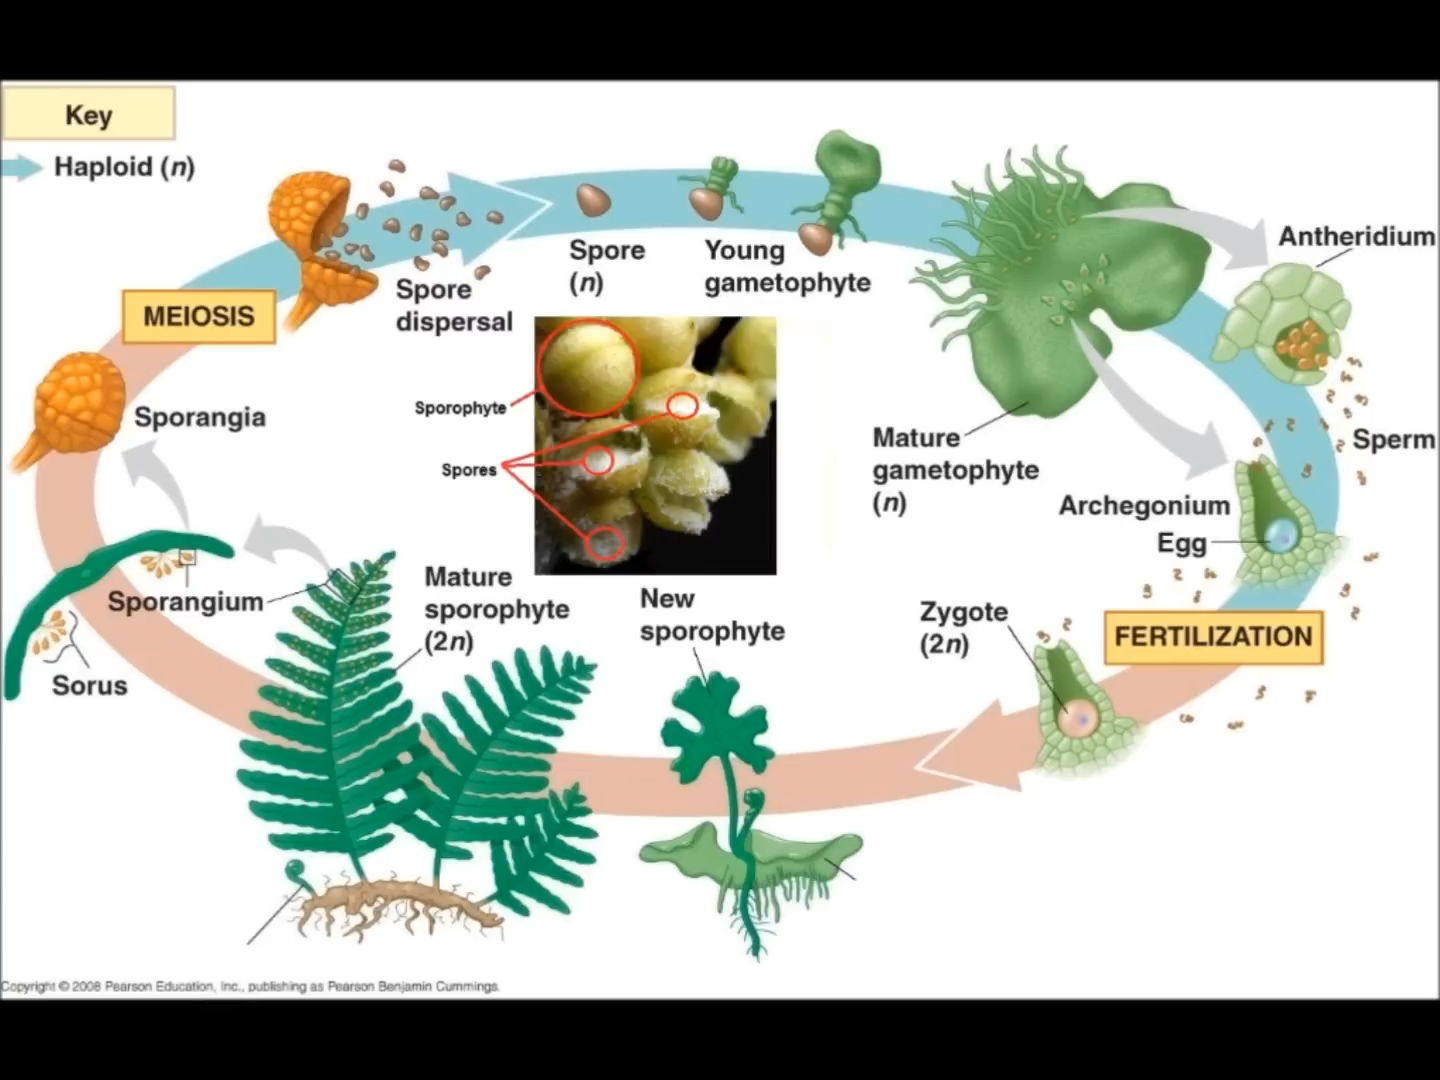 Key
Haploid (n)
MEIOSIS
Spore
dispersal
Spore
(n)
Young
gametophyte
Antheridium
Sporangia
Sporophyte
Spores
Mature
gametophyte
(n)
Sperm
Archegonium
Egg
Sporangium
Sorus
Mature
sporophyte
(2n)
New
sporophyte
Zygote
(2n)
FERTILIZATION
Copyright © 2008 Pearson Education, Inc., publishing as Pearson Benjamin Cummings.